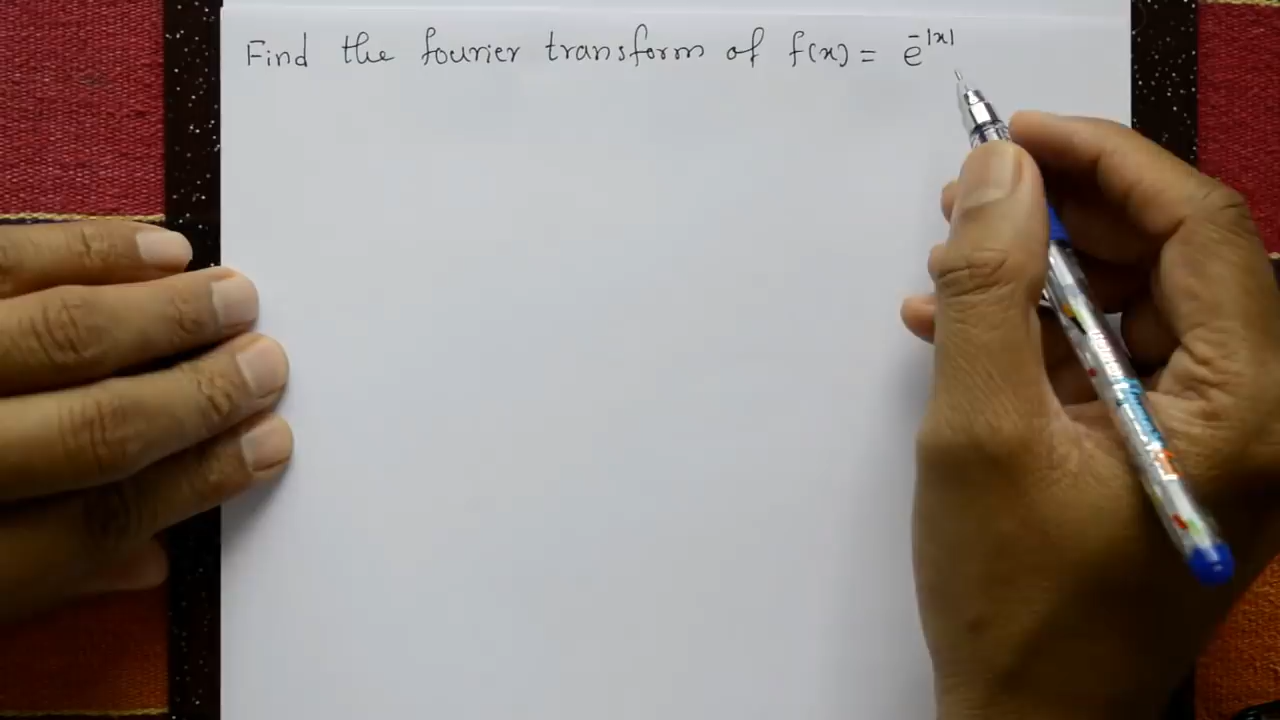 Find the fourier transform of f(x) = e^{-|x|}